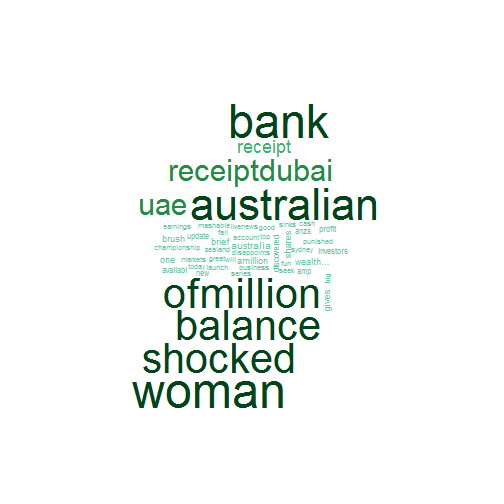 bank
receipt
receiptdubai
uae australian
earnings mashable livenews good sinks cash
fall anzs profit
brush update brief account top shares punished
championship zealand australia discovered sydney investors
disappoints
one markets great will amillion fun wealth...
availabl today launch business seek amp
new series gives big
ofmillion
balance
shocked
woman